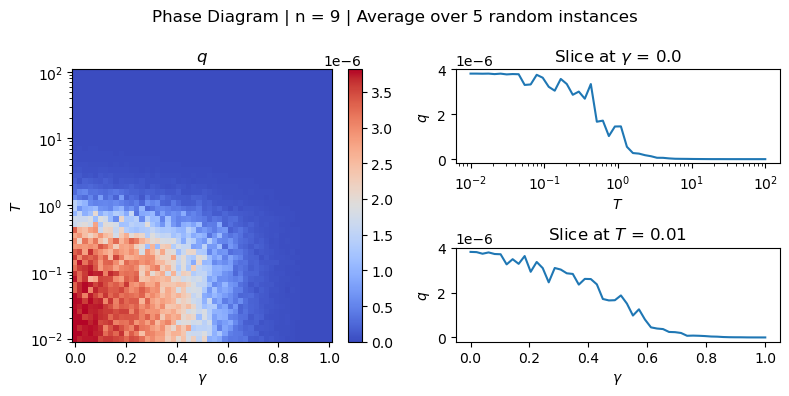 Phase Diagram | n = 9 | Average over 5 random instances
q
1e−6
T
10²
10¹
10⁰
10⁻¹
10⁻²
0.0 0.2 0.4 0.6 0.8 1.0
γ
3.5
3.0
2.5
2.0
1.5
1.0
0.5
0.0
Slice at γ = 0.0
1e−6
q
4
2
0
10⁻² 10⁻¹ 10⁰ 10¹ 10²
T
Slice at T = 0.01
1e−6
q
4
2
0
0.0 0.2 0.4 0.6 0.8 1.0
γ